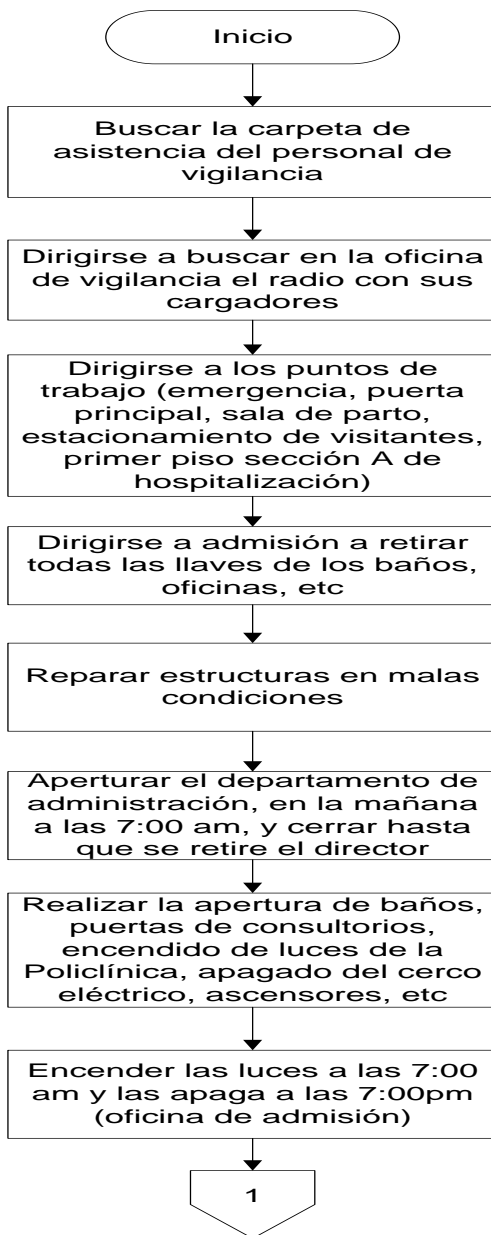 Inicio
Buscar la carpeta de
asistencia del personal de
vigilancia
Dirigirse a buscar en la oficina
de vigilancia el radio con sus
cargadores
Dirigirse a los puntos de
trabajo (emergencia, puerta
principal, sala de parto,
estacionamiento de visitantes,
primer piso sección A de
hospitalización)
Dirigirse a admisión a retirar
todas las llaves de los baños,
oficinas, etc
Reparar estructuras en malas
condiciones
Aperturar el departamento de
administración, en la mañana
a las 7:00 am, y cerrar hasta
que se retire el director
Realizar la apertura de baños,
puertas de consultorios,
encendido de luces de la
Policlínica, apagado del cerco
eléctrico, ascensores, etc
Encender las luces a las 7:00
am y las apaga a las 7:00pm
(oficina de admisión)
1